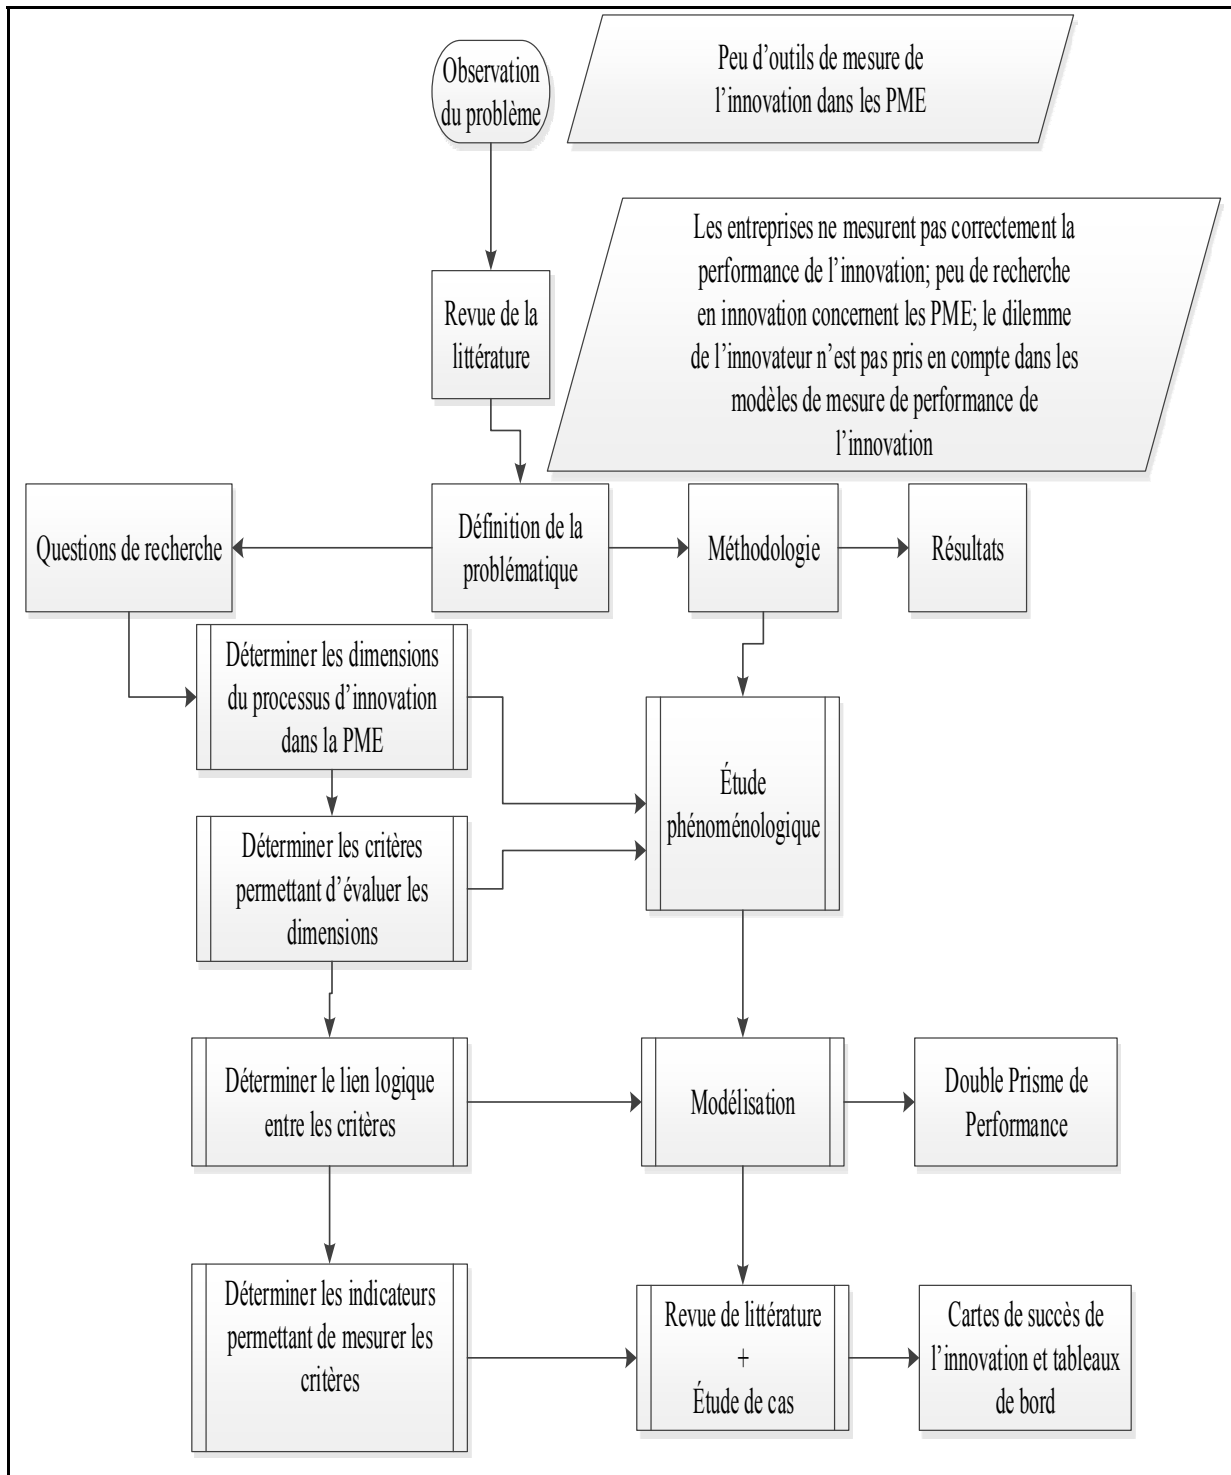 Observation
du problème
Peu d'outils de mesure de
l'innovation dans les PME
Les entreprises ne mesurent pas correctement la
performance de l'innovation; peu de recherche
en innovation concernent les PME; le dilemme
de l'innovateur n'est pas pris en compte dans les
modèles de mesure de performance de
l'innovation
Revue de la
littérature
Questions de recherche
Définition de la
problématique
Méthodologie
Résultats
Déterminer les dimensions
du processus d'innovation
dans la PME
Étude
phénoménologique
Déterminer les critères
permettant d'évaluer les
dimensions
Déterminer le lien logique
entre les critères
Modélisation
Double Prisme de
Performance
Déterminer les indicateurs
permettant de mesurer les
critères
Revue de littérature
+
Étude de cas
Cartes de succès de
l'innovation et tableaux
de bord